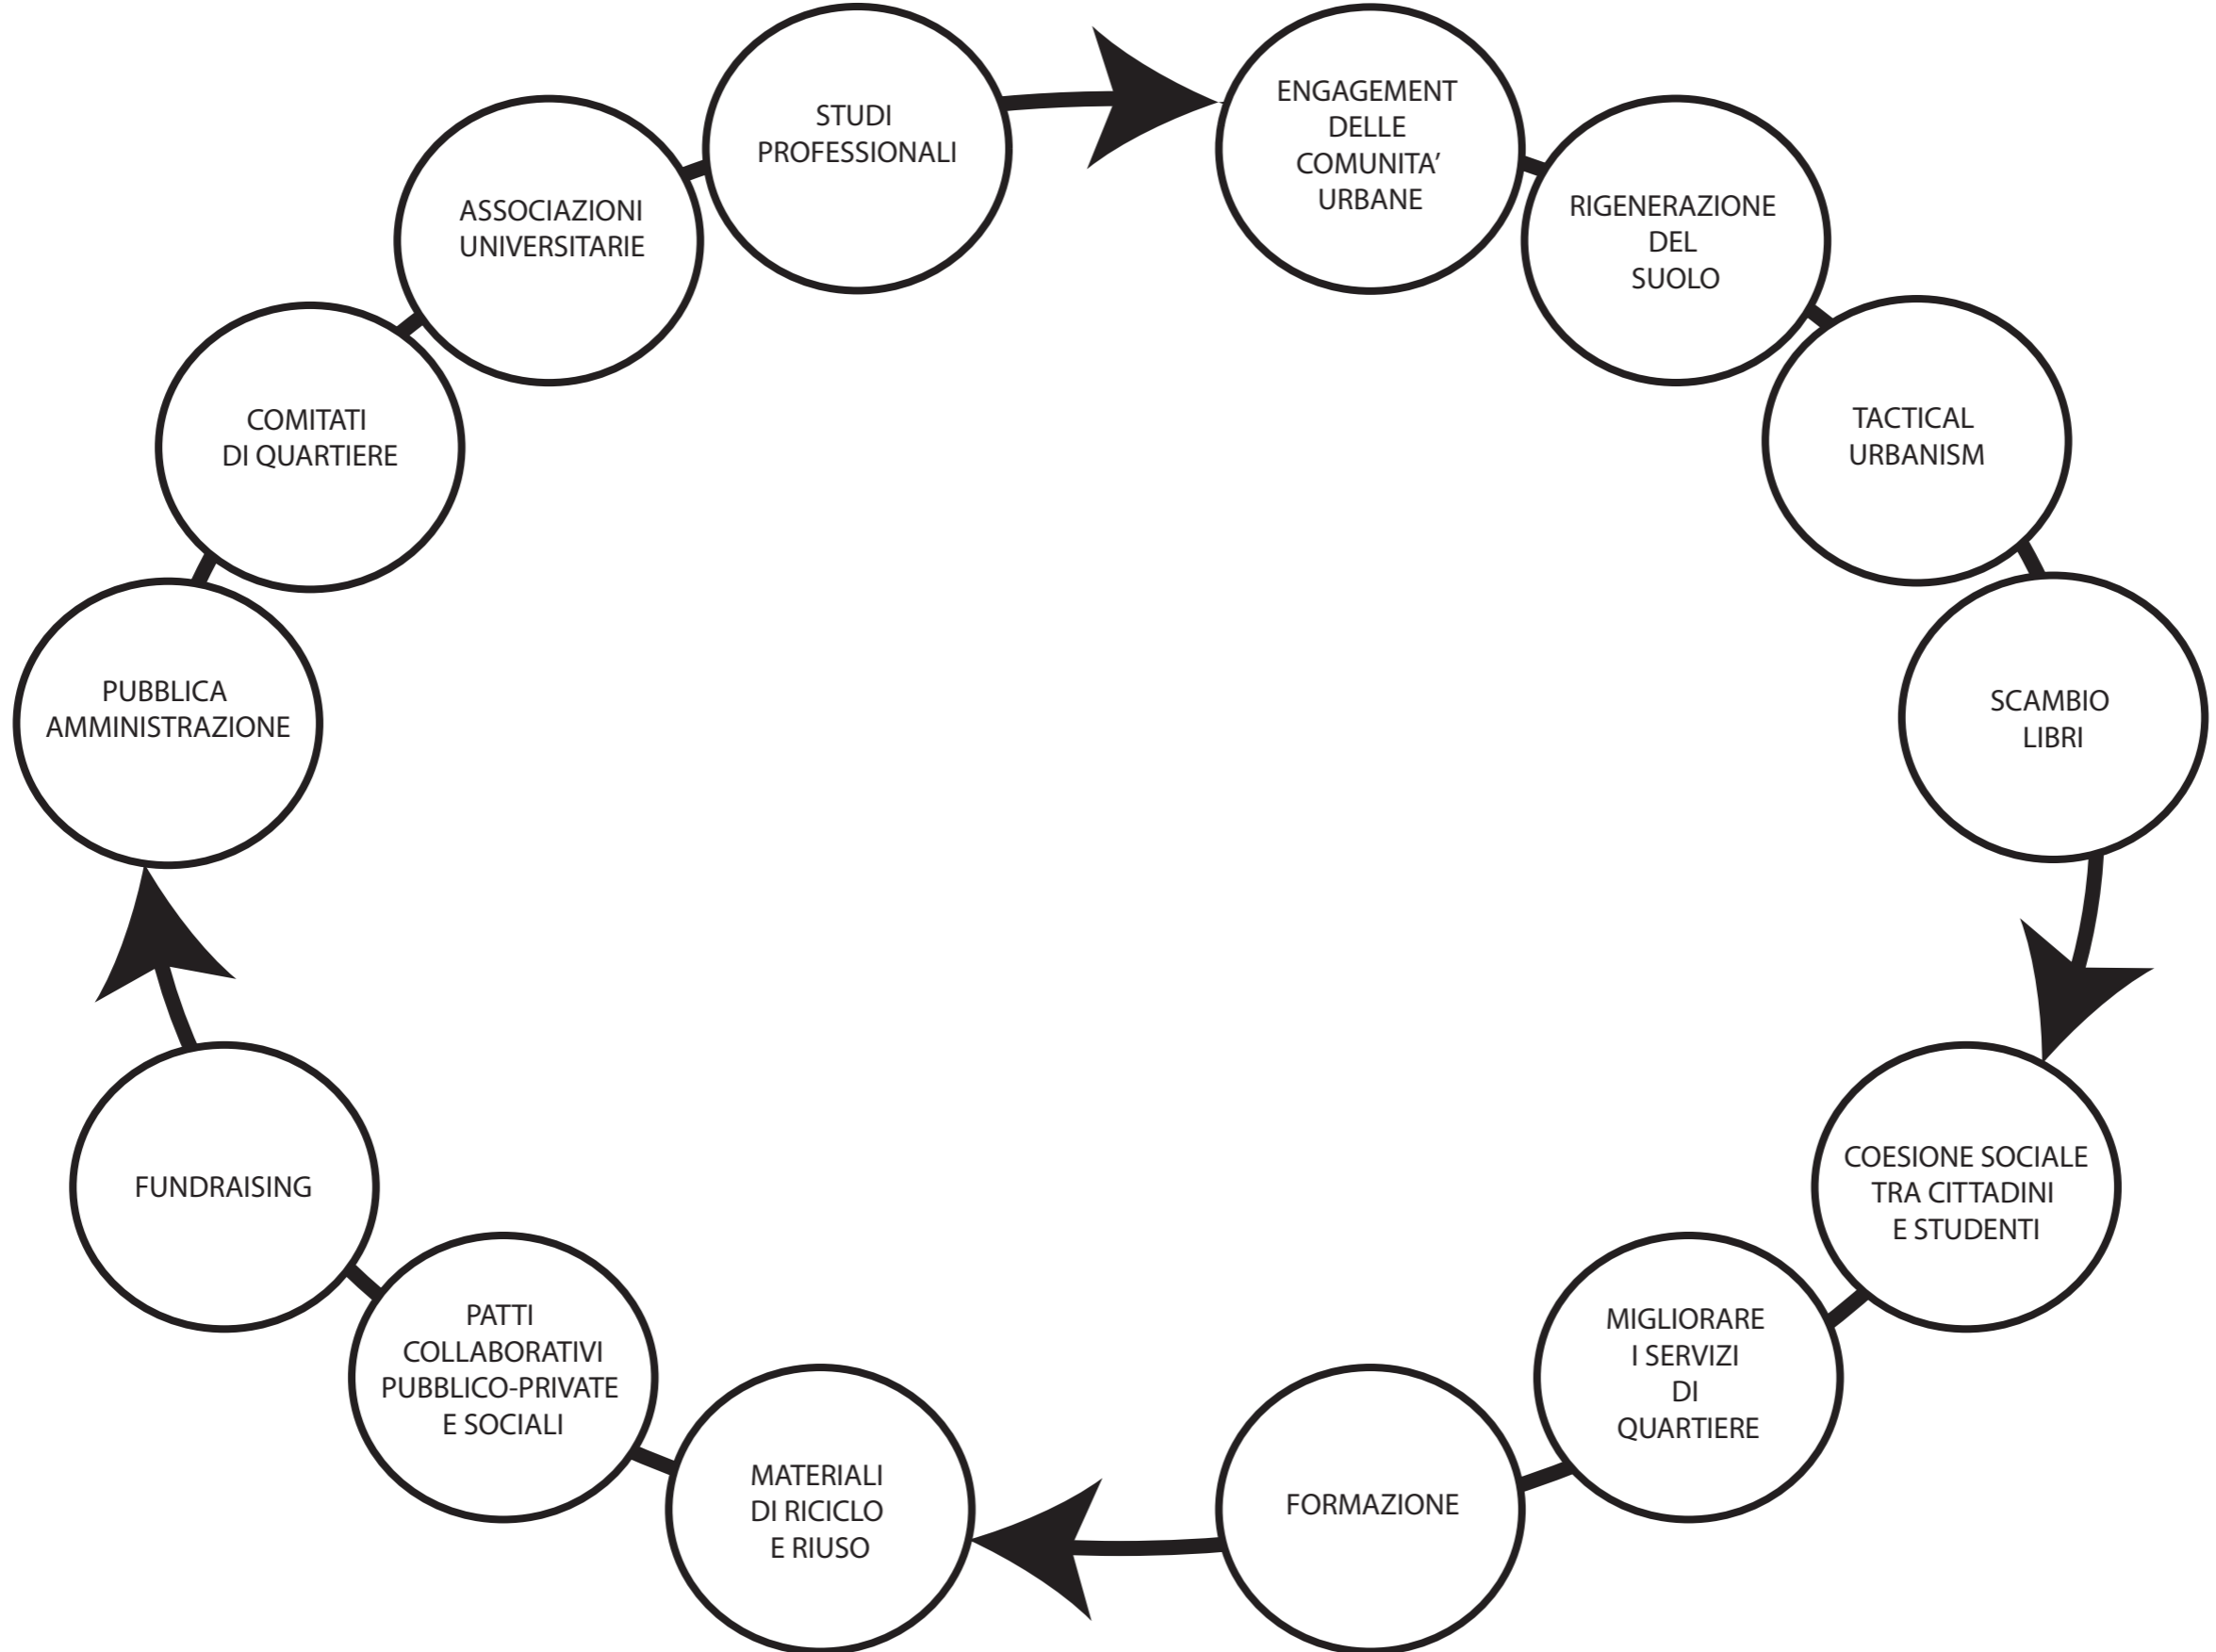 STUDI
PROFESSIONALI
ENGAGEMENT
DELLE
COMUNITA’
URBANE
RIGENERAZIONE
DEL
SUOLO
TACTICAL
URBANISM
SCAMBIO
LIBRI
COESIONE SOCIALE
TRA CITTADINI
E STUDENTI
MIGLIORARE
I SERVIZI
DI
QUARTIERE
FORMAZIONE
MATERIALI
DI RICICLO
E RIUSO
PATTI
COLLABORATIVI
PUBBLICO-PRIVATE
E SOCIALI
FUNDRAISING
PUBBLICA
AMMINISTRAZIONE
COMITATI
DI QUARTIERE
ASSOCIAZIONI
UNIVERSITARIE